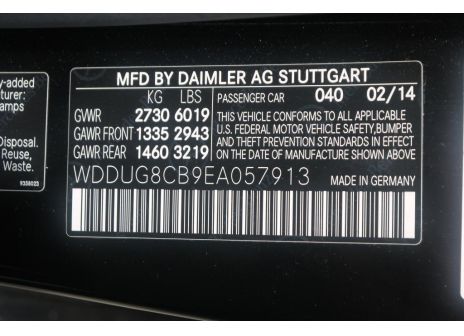 y-added
turer:
amps
Disposal.
Reuse,
Waste.
9358023
MFD BY DAIMLER AG STUTTGART
KG LBS PASSENGER CAR 040 02/14
GVWR 2730 6019
GAWR FRONT 1335 2943
GAWR REAR 1460 3219
THIS VEHICLE CONFORMS TO ALL APPLICABLE
U.S. FEDERAL MOTOR VEHICLE SAFETY,BUMPER
AND THEFT PREVENTION STANDARDS IN EFFECT
ON THE DATE OF MANUFACTURE SHOWN ABOVE.
WDDUG8CB9EA057913 MADE IN GERMANY